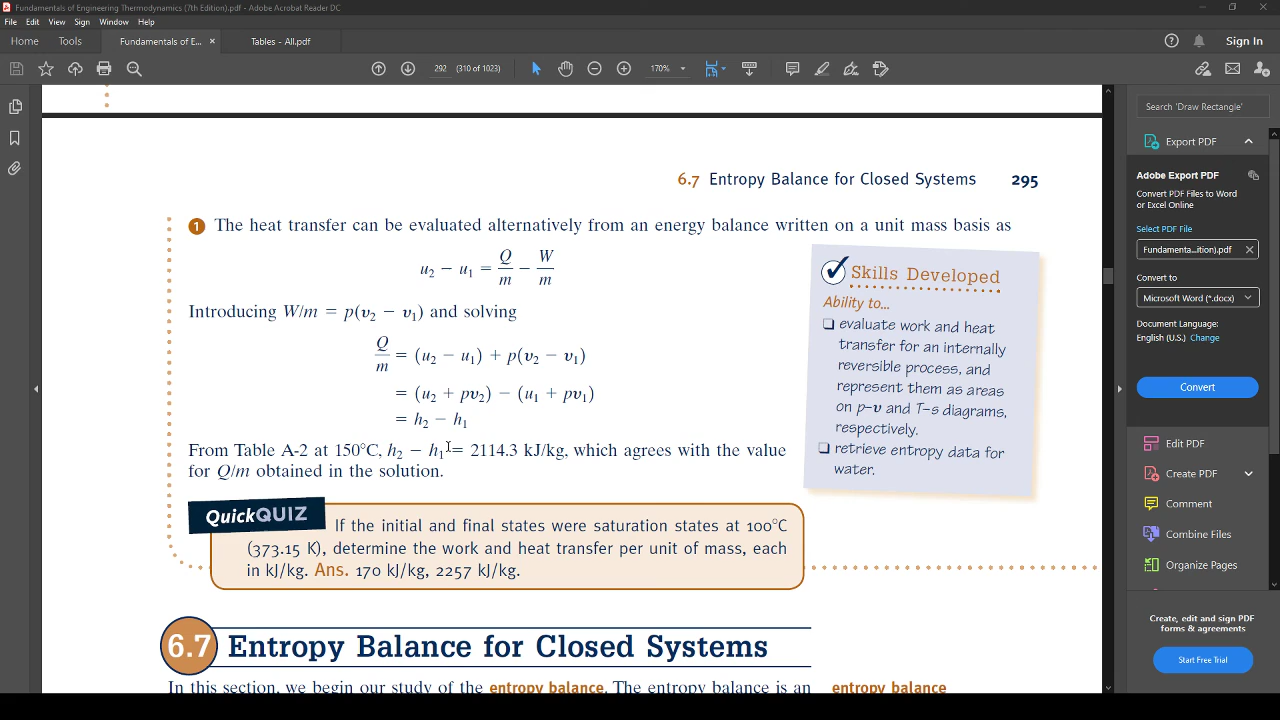 Fundamentals of Engineering Thermodynamics (7th Edition).pdf - Adobe Acrobat Reader DC
File Edit View Sign Window Help
Home Tools Fundamentals of E... × Tables - All.pdf Sign In
292 (310 of 1023) 170%
Search 'Draw Rectangle'
Export PDF
Adobe Export PDF
Convert PDF Files to Word
or Excel Online
Select PDF File
Fundamenta...ition).pdf ×
Convert to
Microsoft Word (*.docx)
Document Language:
English (U.S.) Change
Convert
Edit PDF
Create PDF
Comment
Combine Files
Organize Pages
Create, edit and sign PDF
forms & agreements
Start Free Trial
6.7 Entropy Balance for Closed Systems 295
1 The heat transfer can be evaluated alternatively from an energy balance written on a unit mass basis as
u₂ − u₁ = Q/m − W/m
Introducing W/m = p(v₂ − v₁) and solving
Q/m = (u₂ − u₁) + p(v₂ − v₁)
= (u₂ + pv₂) − (u₁ + pv₁)
= h₂ − h₁
From Table A-2 at 150°C, h₂ − h₁ = 2114.3 kJ/kg, which agrees with the value
for Q/m obtained in the solution.
Skills Developed
Ability to...
❑ evaluate work and heat
transfer for an internally
reversible process, and
represent them as areas
on p–v and T–s diagrams,
respectively.
❑ retrieve entropy data for
water.
QuickQUIZ If the initial and final states were saturation states at 100°C
(373.15 K), determine the work and heat transfer per unit of mass, each
in kJ/kg. Ans. 170 kJ/kg, 2257 kJ/kg.
6.7 Entropy Balance for Closed Systems
In this section, we begin our study of the entropy balance. The entropy balance is an entropy balance